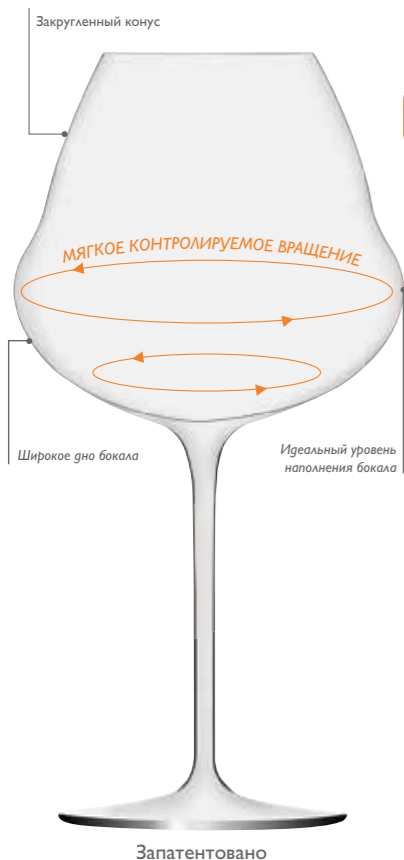 Закругленный конус
МЯГКОЕ КОНТРОЛИРУЕМОЕ ВРАЩЕНИЕ
Широкое дно бокала
Идеальный уровень
наполнения бокала
Запатентовано